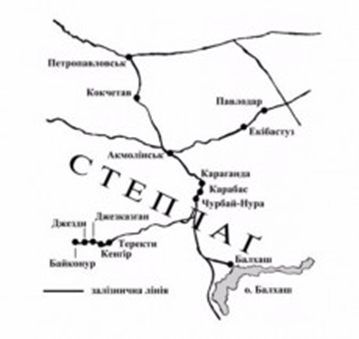 Петропавловськ
Кокчетав
Павлодар
Екібастуз
Акмолінськ
СТЕПЛАГ
Караганда
Карабас
Чурбай-Нура
Джезказган
Джезди
Теректи
Кенгір
Байконур
Балхаш
о. Балхаш
залізнична лінія